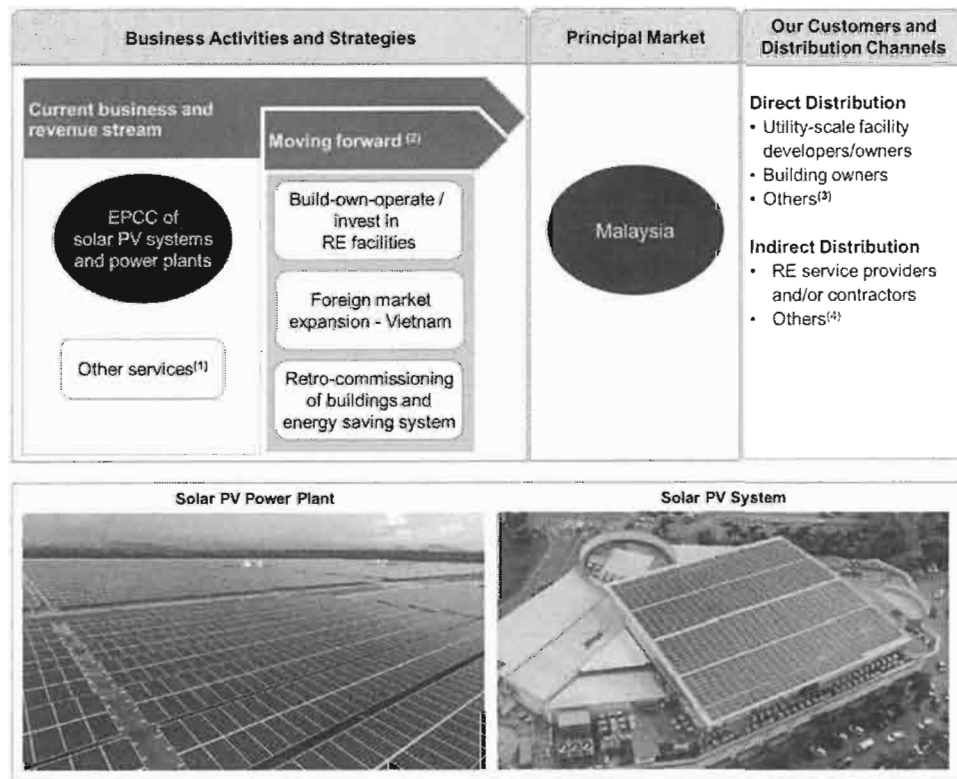 Business Activities and Strategies
Principal Market
Our Customers and
Distribution Channels
Current business and
revenue stream
Moving forward (2)
EPCC of
solar PV systems
and power plants
Other services(1)
Build-own-operate /
invest in
RE facilities
Foreign market
expansion - Vietnam
Retro-commissioning
of buildings and
energy saving system
Malaysia
Direct Distribution
• Utility-scale facility
developers/owners
• Building owners
• Others(3)
Indirect Distribution
• RE service providers
and/or contractors
• Others(4)
Solar PV Power Plant
Solar PV System